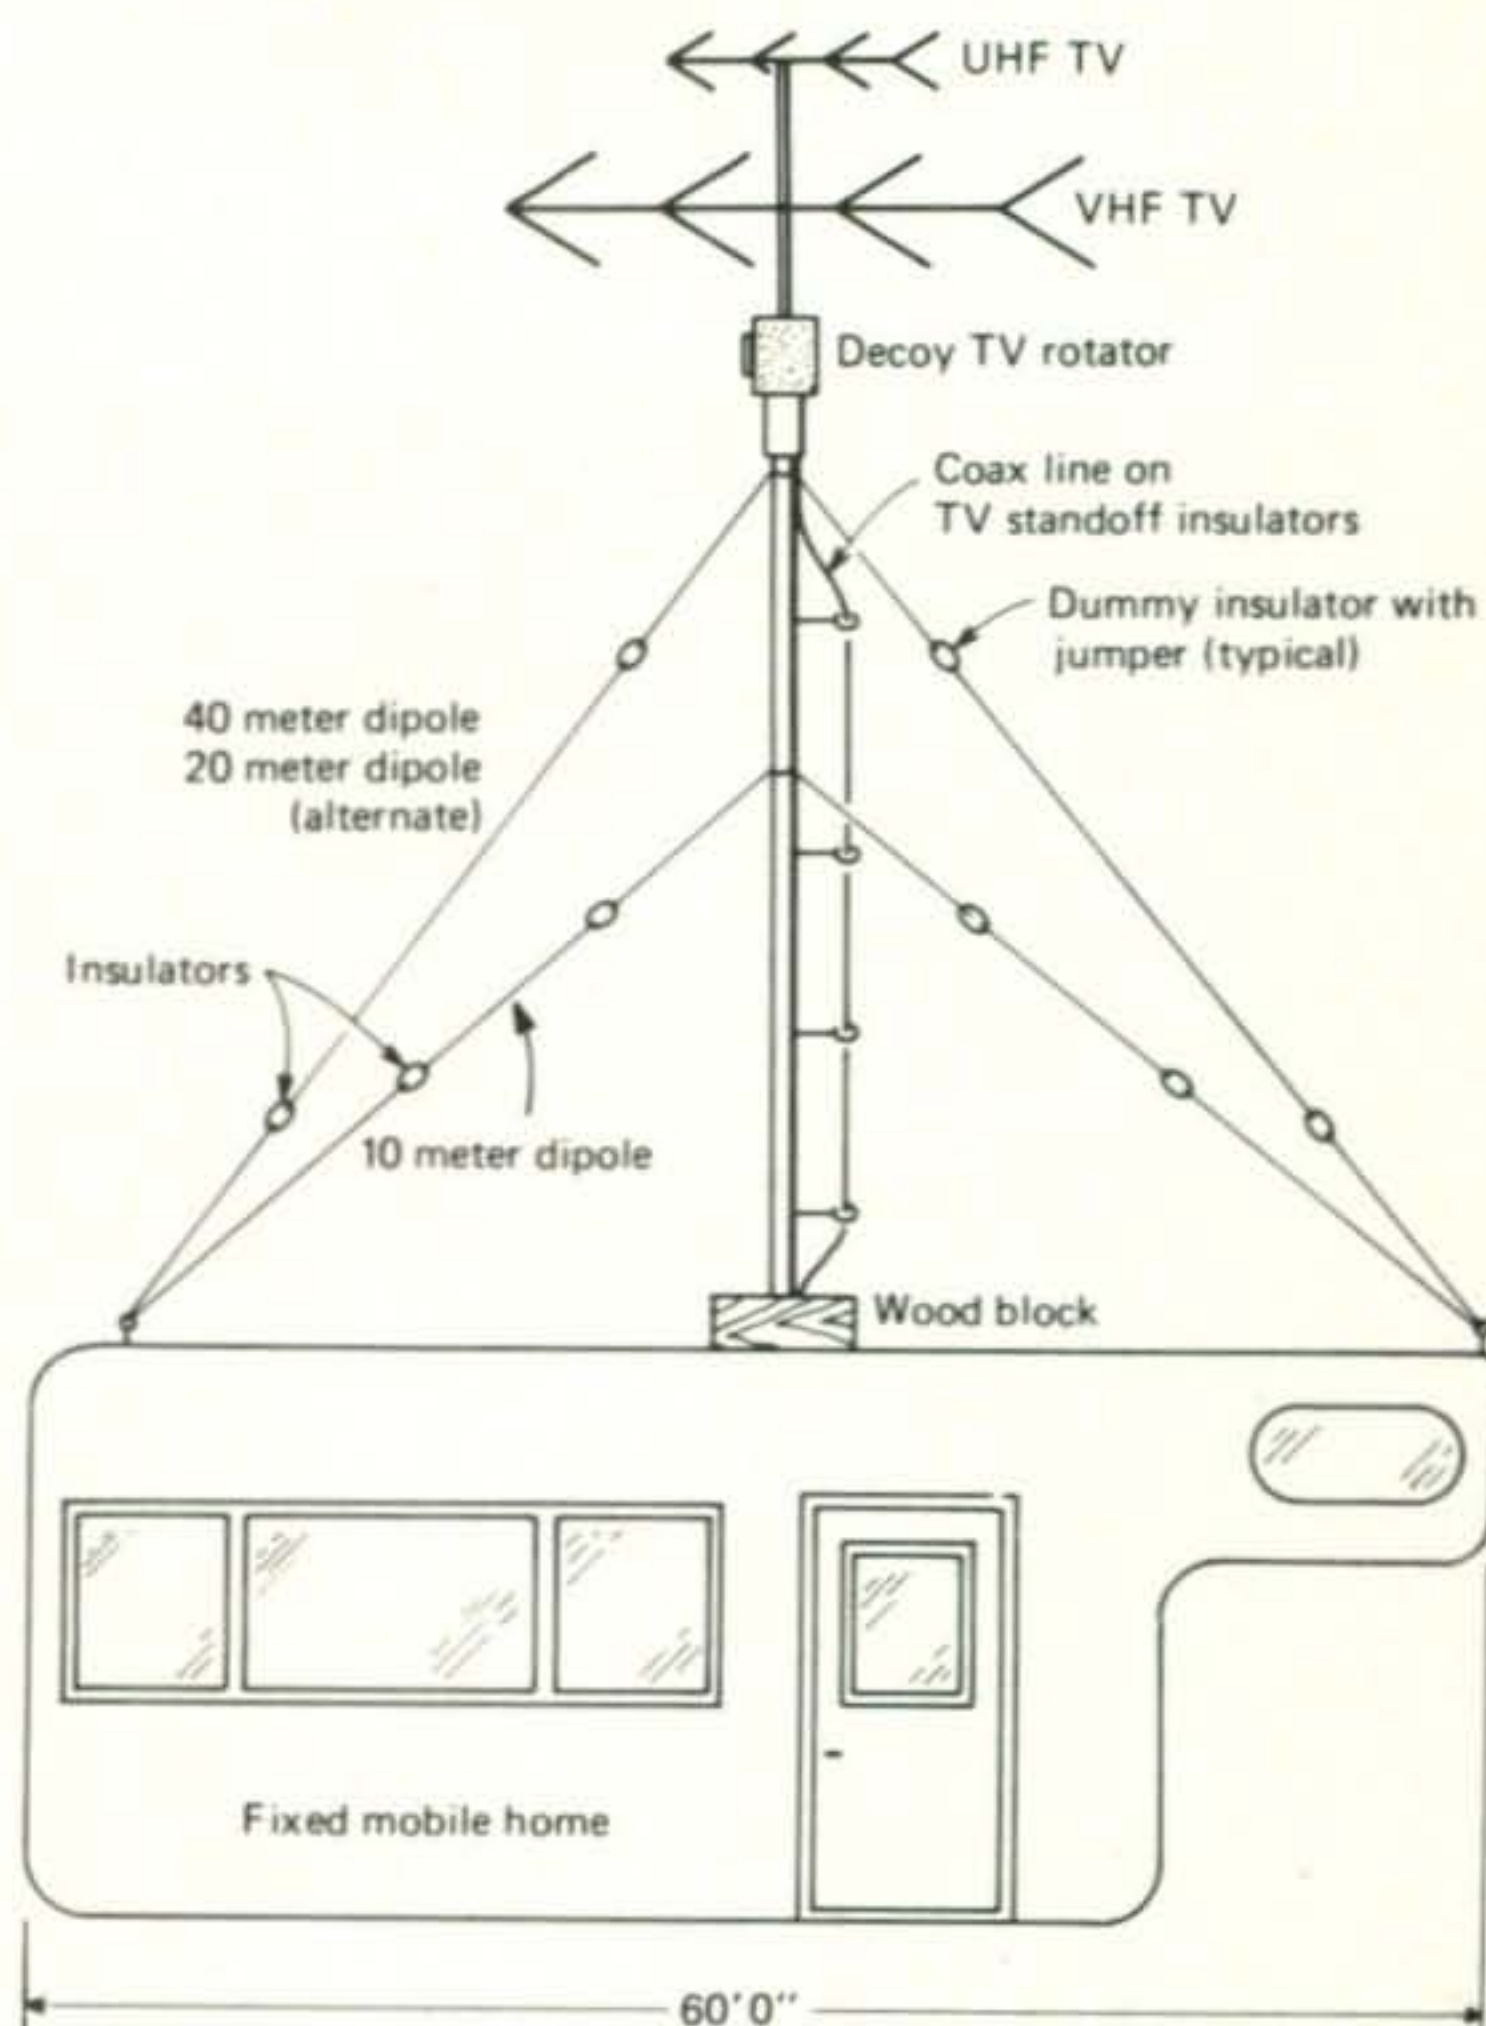 UHF TV
VHF TV
Decoy TV rotator
Coax line on
TV standoff insulators
Dummy insulator with
jumper (typical)
40 meter dipole
20 meter dipole
(alternate)
Insulators
10 meter dipole
Wood block
Fixed mobile home
60'0"